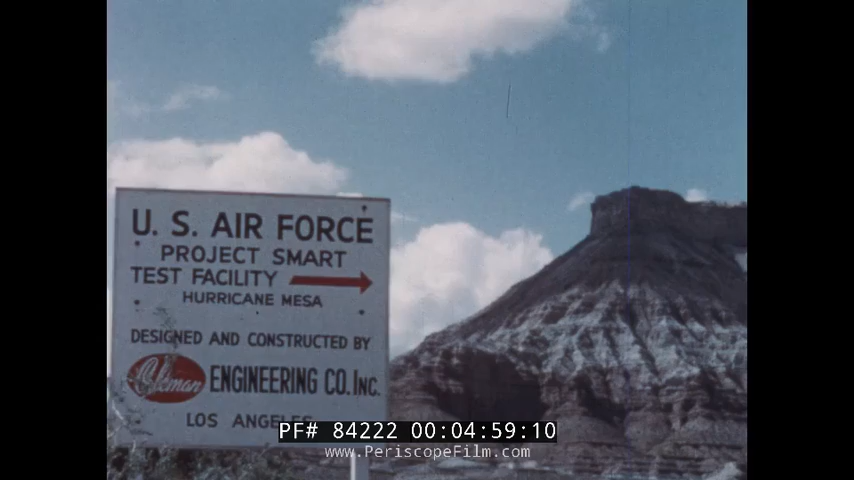 U. S. AIR FORCE
PROJECT SMART
TEST FACILITY
HURRICANE MESA
DESIGNED AND CONSTRUCTED BY
Coleman ENGINEERING CO. INC.
LOS ANGELES
PF# 84222 00:04:59:10
www.PeriscopeFilm.com